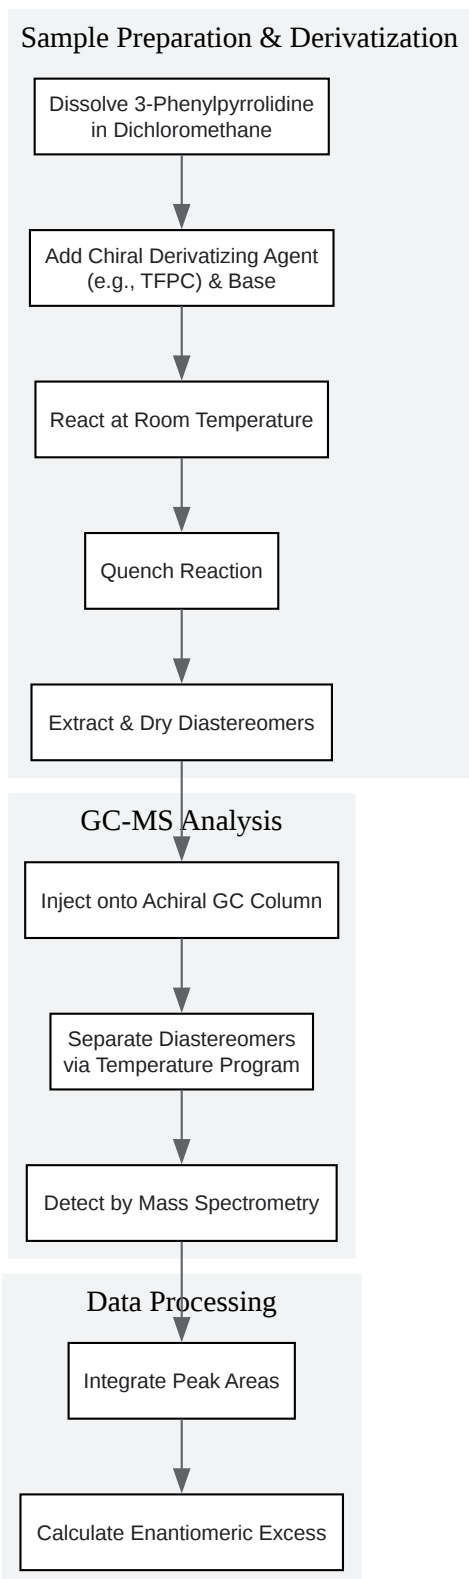 Sample Preparation & Derivatization
Dissolve 3-Phenylpyrrolidine
in Dichloromethane
Add Chiral Derivatizing Agent
(e.g., TFPC) & Base
React at Room Temperature
Quench Reaction
Extract & Dry Diastereomers
GC-MS Analysis
Inject onto Achiral GC Column
Separate Diastereomers
via Temperature Program
Detect by Mass Spectrometry
Data Processing
Integrate Peak Areas
Calculate Enantiomeric Excess